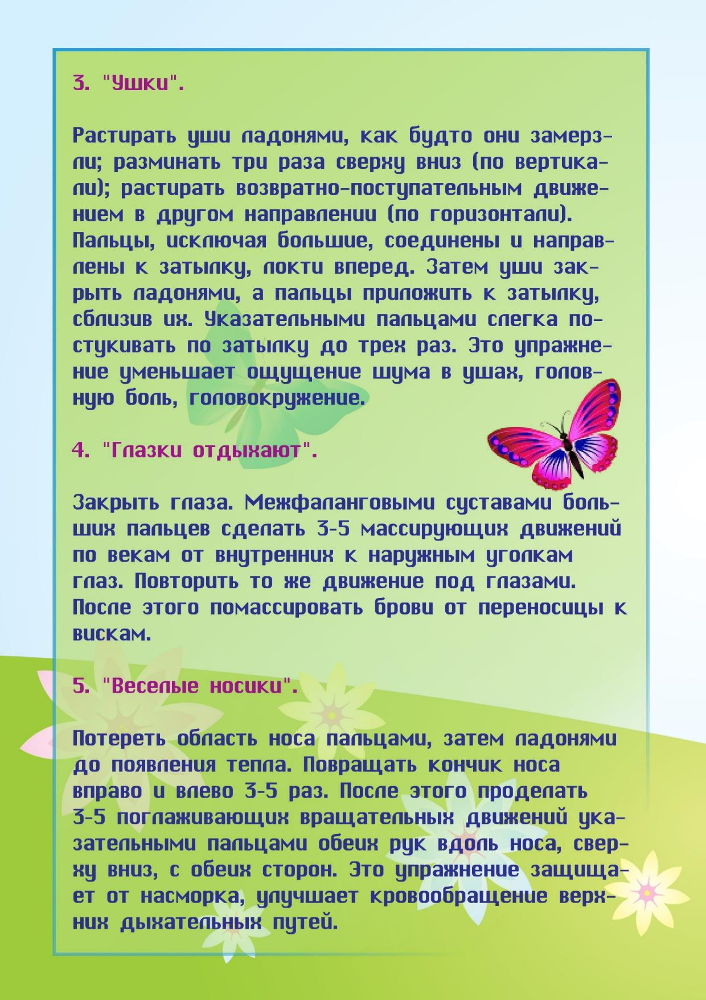 3. "Ушки".
Растирать уши ладонями, как будто они замерз-
ли; разминать три раза сверху вниз (по вертика-
ли); растирать возвратно-поступательным движе-
нием в другом направлении (по горизонтали).
Пальцы, исключая большие, соединены и направ-
лены к затылку, локти вперед. Затем уши зак-
рыть ладонями, а пальцы приложить к затылку,
сблизив их. Указательными пальцами слегка по-
стукивать по затылку до трех раз. Это упражне-
ние уменьшает ощущение шума в ушах, голов-
ную боль, головокружение.
4. "Глазки отдыхают".
Закрыть глаза. Межфаланговыми суставами боль-
ших пальцев сделать 3-5 массирующих движений
по векам от внутренних к наружным уголкам
глаз. Повторить то же движение под глазами.
После этого помассировать брови от переносицы к
вискам.
5. "Веселые носики".
Потереть область носа пальцами, затем ладонями
до появления тепла. Повращать кончик носа
вправо и влево 3-5 раз. После этого проделать
3-5 поглаживающих вращательных движений ука-
зательными пальцами обеих рук вдоль носа, свер-
ху вниз, с обеих сторон. Это упражнение защища-
ет от насморка, улучшает кровообращение верх-
них дыхательных путей.